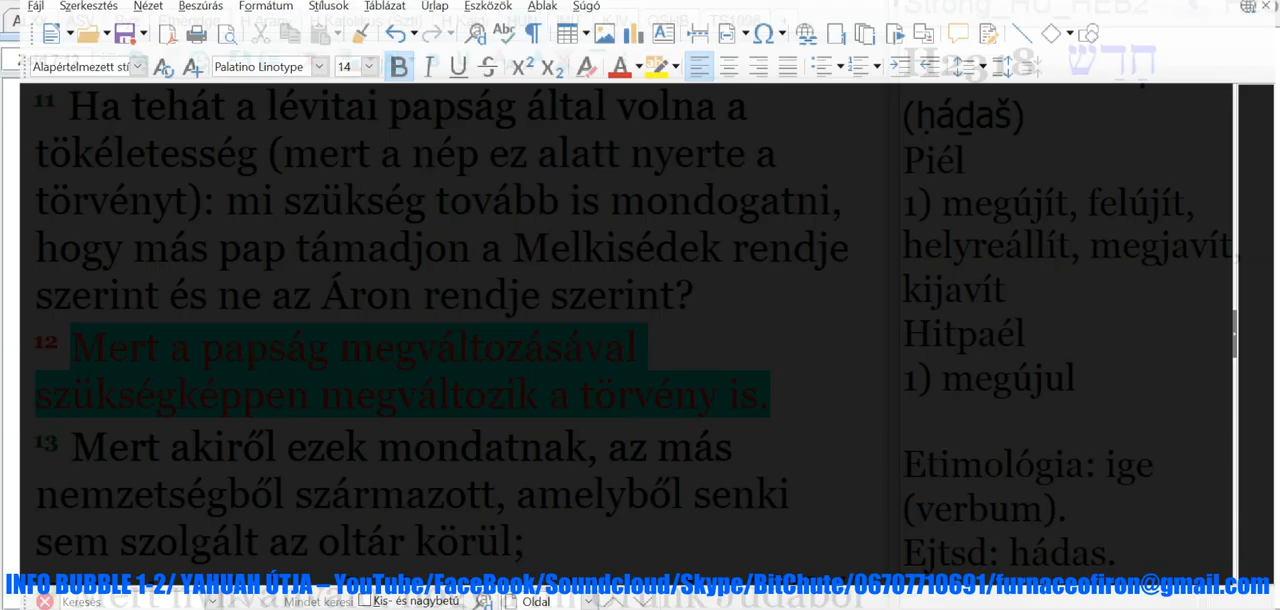 Fájl Szerkesztés Nézet Beszúrás Formátum Stílusok Táblázat Űrlap Eszközök Ablak Súgó
Alapértelmezett stí Palatino Linotype 14
H2318 חָדַשׁ
11 Ha tehát a lévitai papság által volna a
tökéletesség (mert a nép ez alatt nyerte a
törvényt): mi szükség tovább is mondogatni,
hogy más pap támadjon a Melkisédek rendje
szerint és ne az Áron rendje szerint?
12 Mert a papság megváltozásával
szükségképpen megváltozik a törvény is.
13 Mert akiről ezek mondatnak, az más
nemzetségből származott, amelyből senki
sem szolgált az oltár körül;
(ḥáḏaš)
Piél
1) megújít, felújít,
helyreállít, megjavít,
kijavít
Hitpaél
1) megújul
Etimológia: ige
(verbum).
Ejtsd: hádas.
INFO BUBBLE 1-2/ YAHUAH ÚTJA – YouTube/FaceBook/Soundcloud/Skype/BitChute/06707710691/furnaceofiron@gmail.com
Keresés Mindet keresi Kis- és nagybetű Oldal